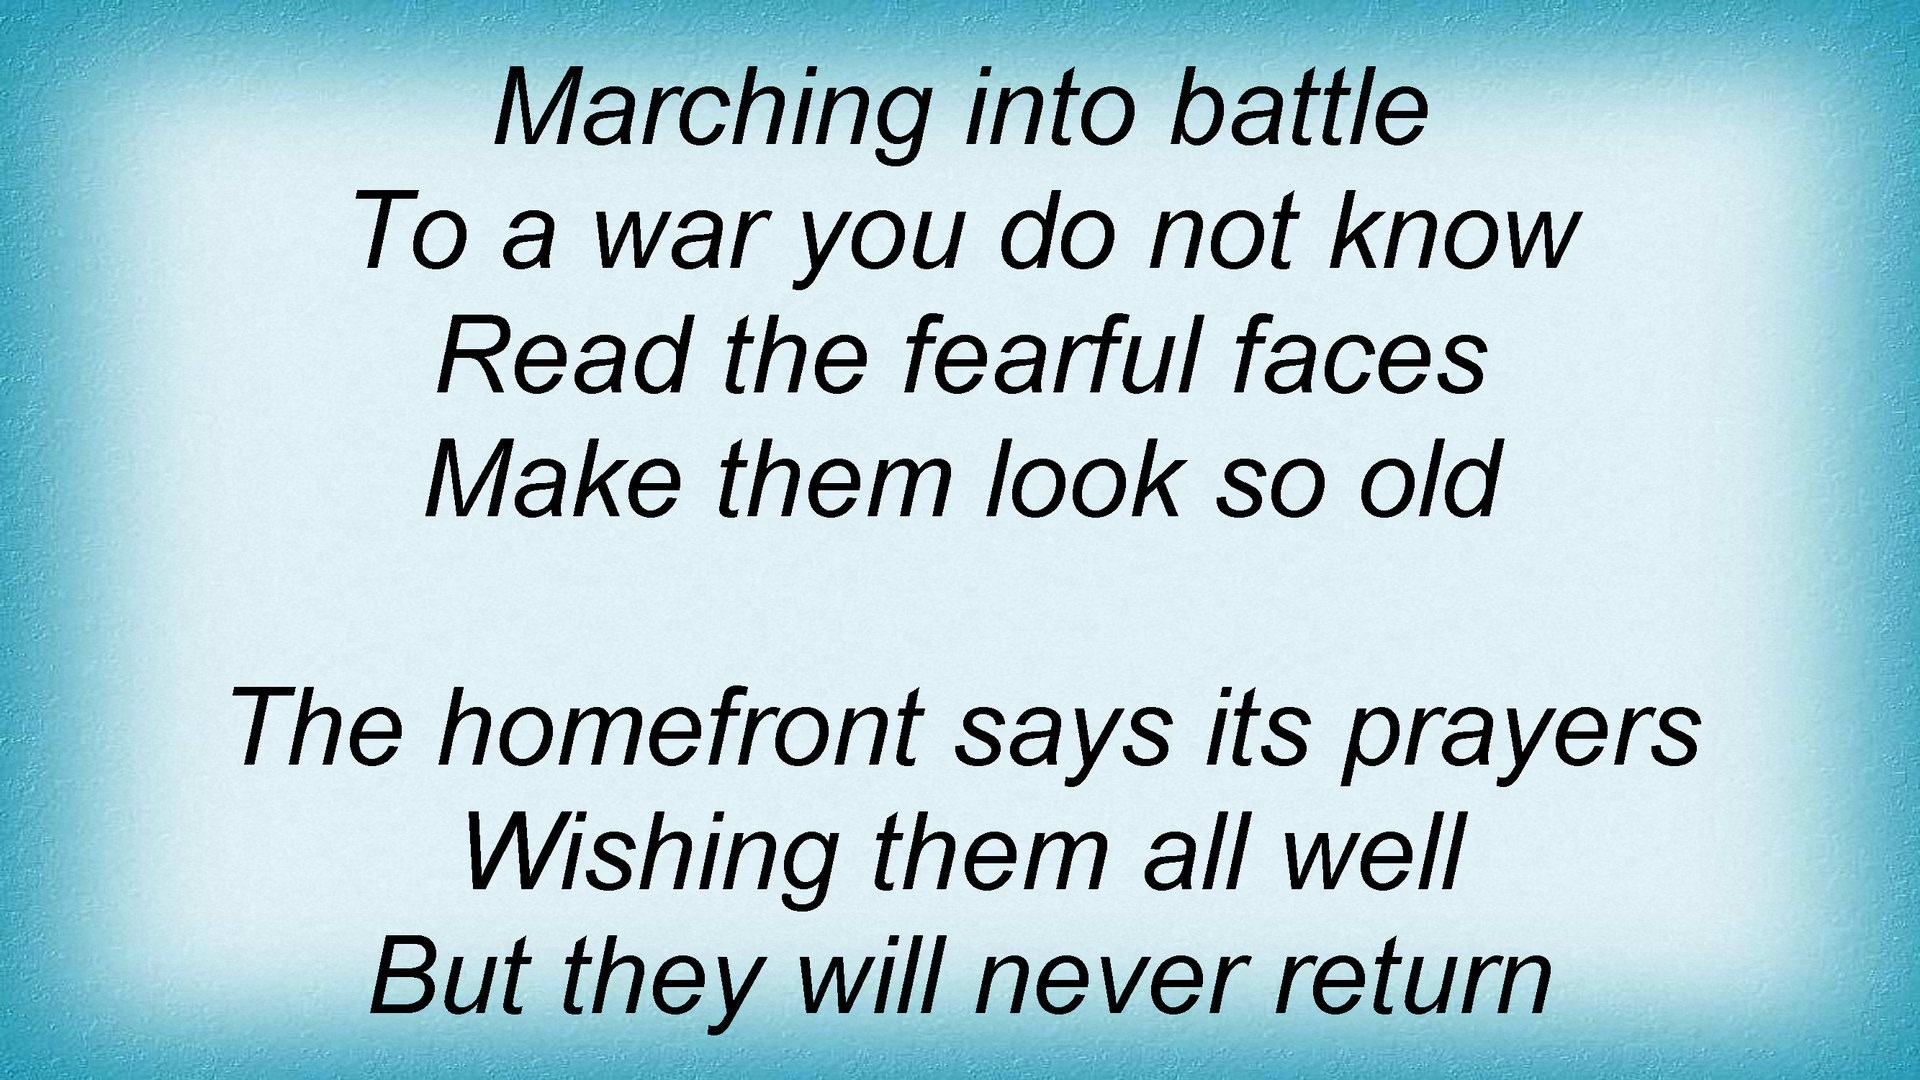 Marching into battle
To a war you do not know
Read the fearful faces
Make them look so old
The homefront says its prayers
Wishing them all well
But they will never return